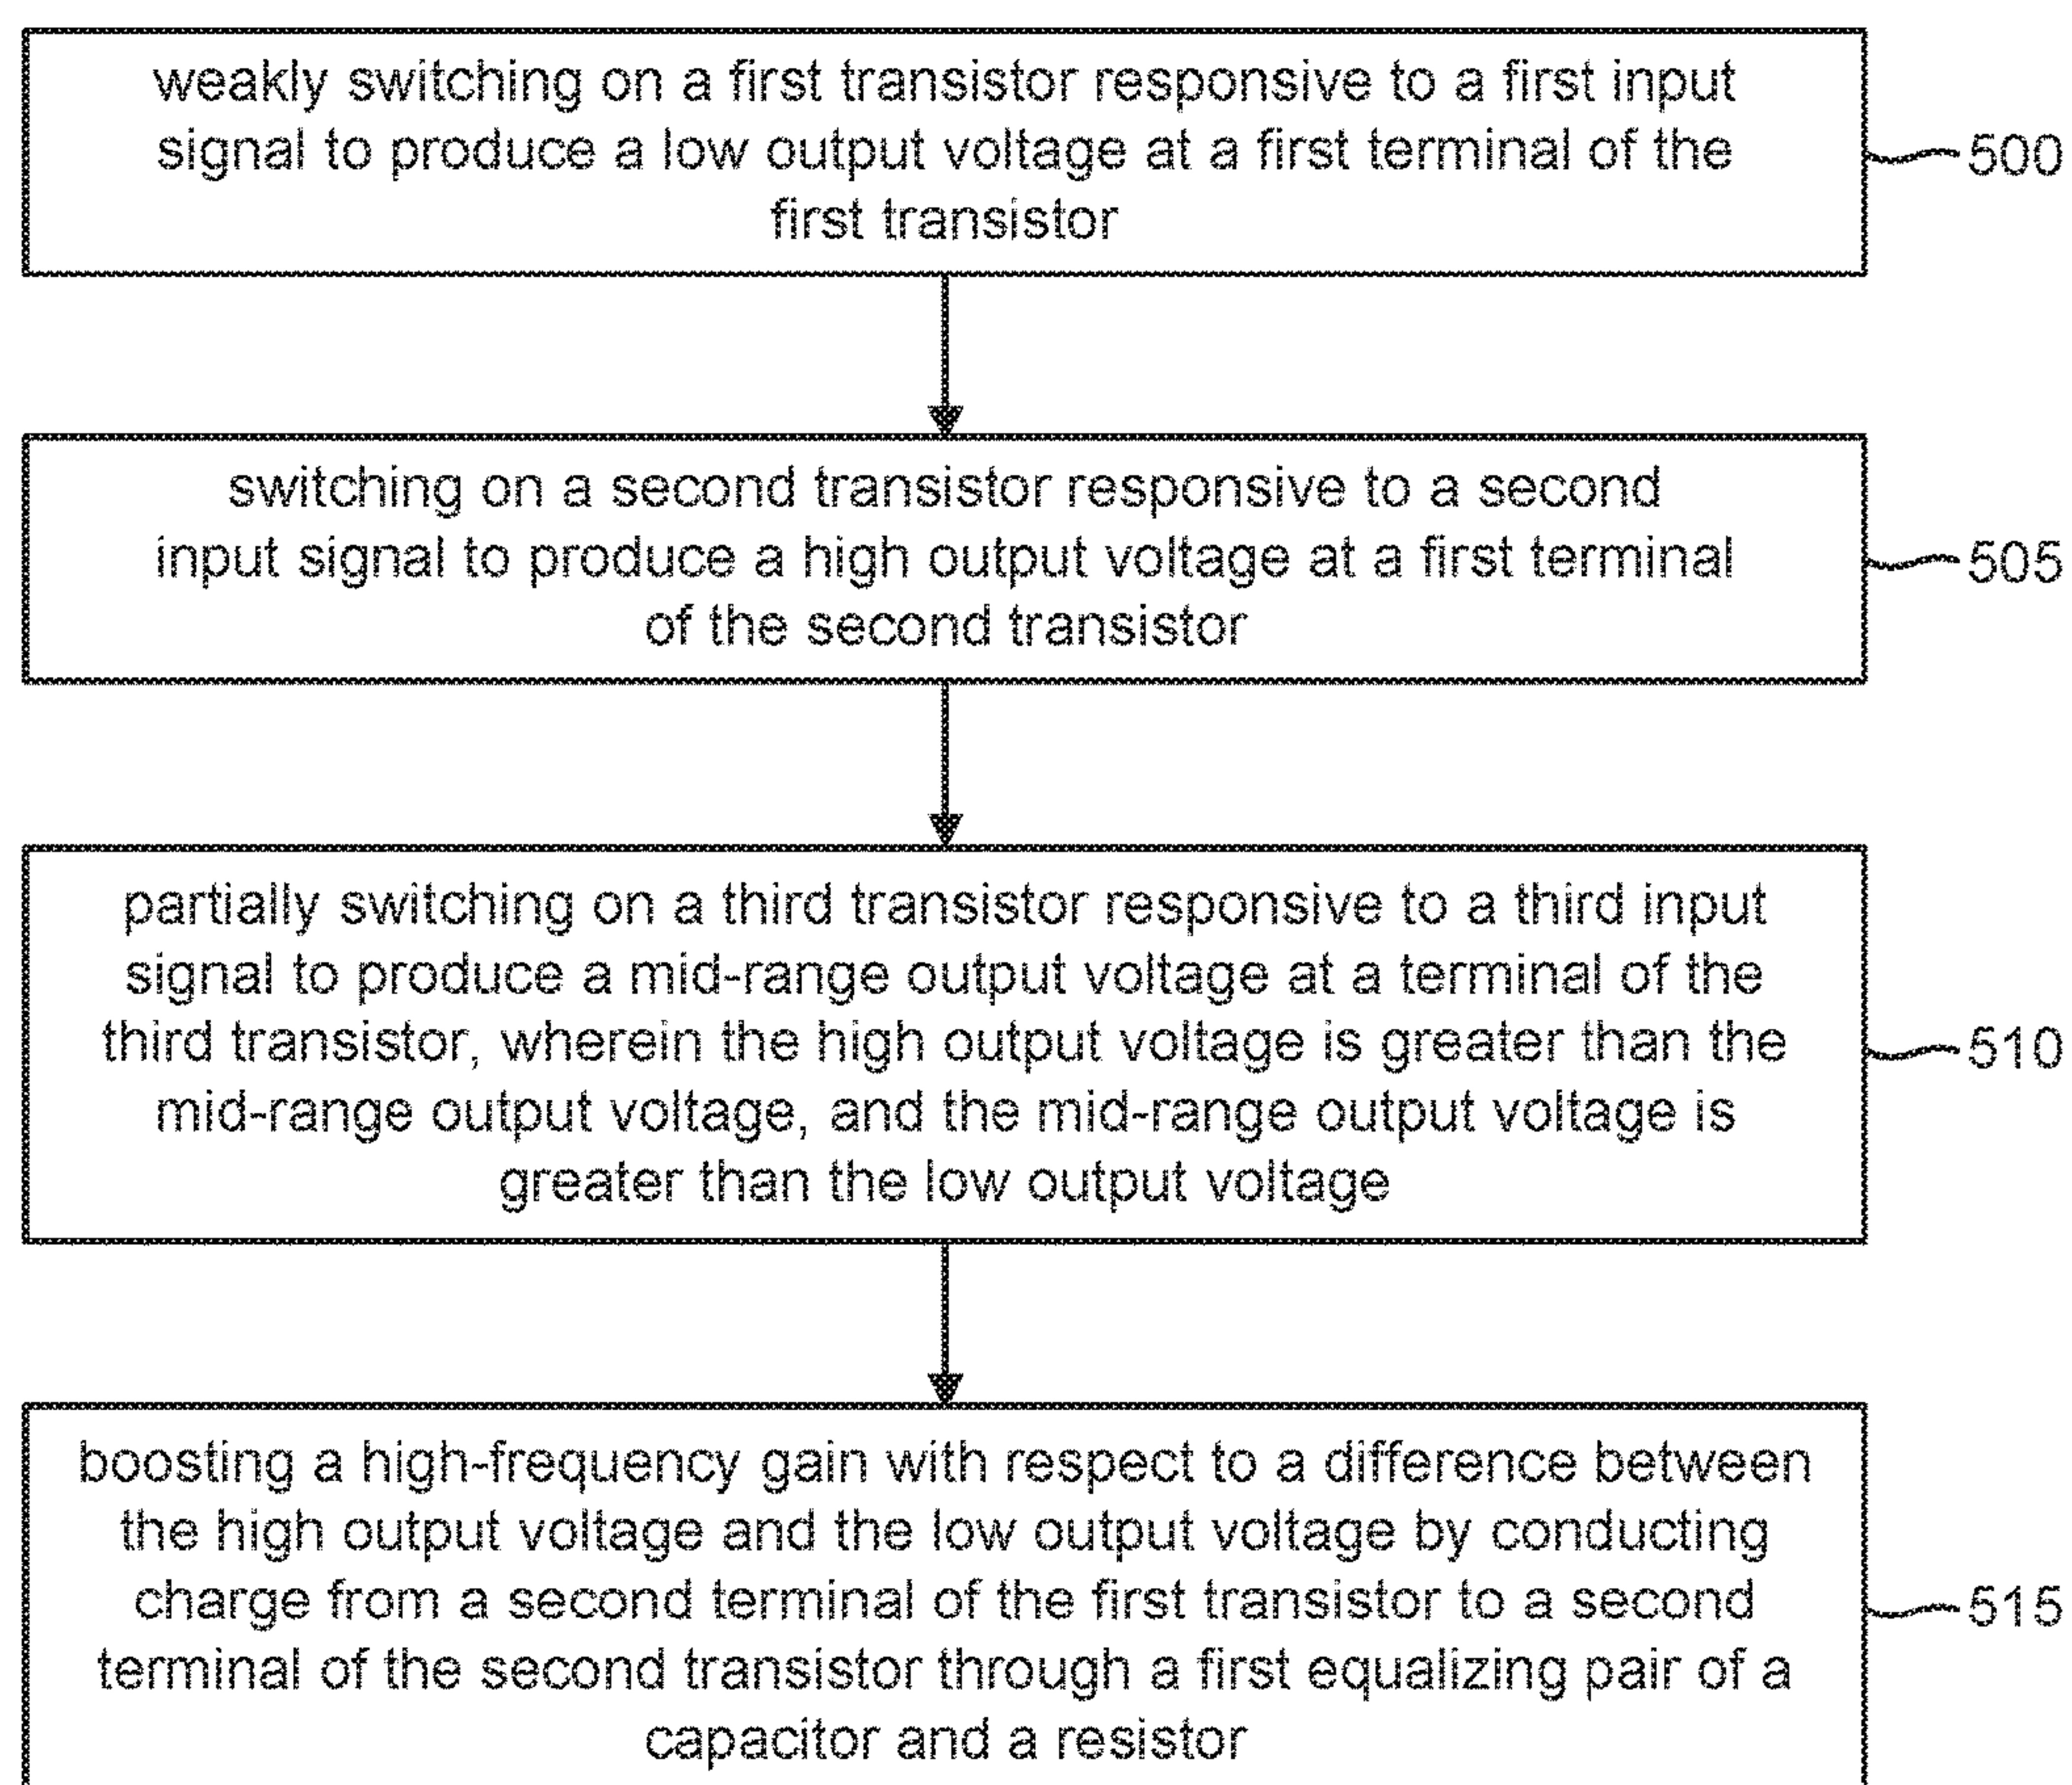 weakly switching on a first transistor responsive to a first input
signal to produce a low output voltage at a first terminal of the
first transistor
500
switching on a second transistor responsive to a second
input signal to produce a high output voltage at a first terminal
of the second transistor
505
partially switching on a third transistor responsive to a third input
signal to produce a mid-range output voltage at a terminal of the
third transistor, wherein the high output voltage is greater than the
mid-range output voltage, and the mid-range output voltage is
greater than the low output voltage
510
boosting a high-frequency gain with respect to a difference between
the high output voltage and the low output voltage by conducting
charge from a second terminal of the first transistor to a second
terminal of the second transistor through a first equalizing pair of a
capacitor and a resistor
515